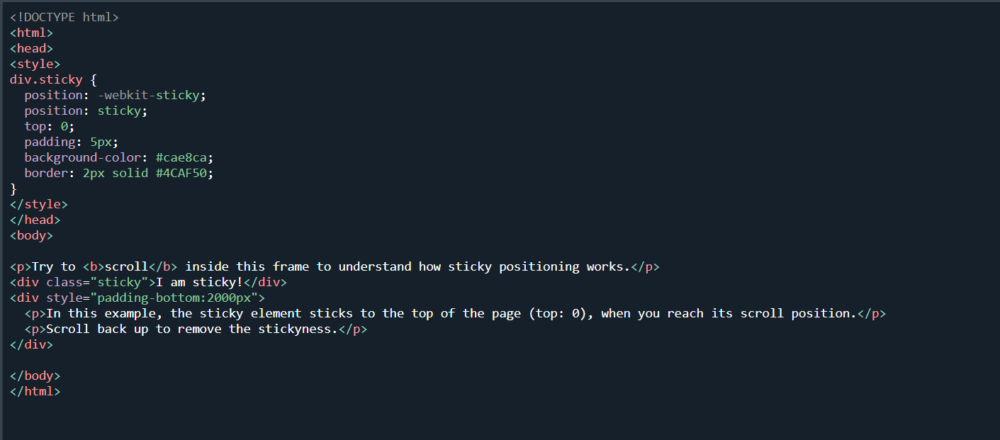 <!DOCTYPE html>
<html>
<head>
<style>
div.sticky {
  position: -webkit-sticky;
  position: sticky;
  top: 0;
  padding: 5px;
  background-color: #cae8ca;
  border: 2px solid #4CAF50;
}
</style>
</head>
<body>

<p>Try to <b>scroll</b> inside this frame to understand how sticky positioning works.</p>
<div class="sticky">I am sticky!</div>
<div style="padding-bottom:2000px">
  <p>In this example, the sticky element sticks to the top of the page (top: 0), when you reach its scroll position.</p>
  <p>Scroll back up to remove the stickyness.</p>
</div>

</body>
</html>